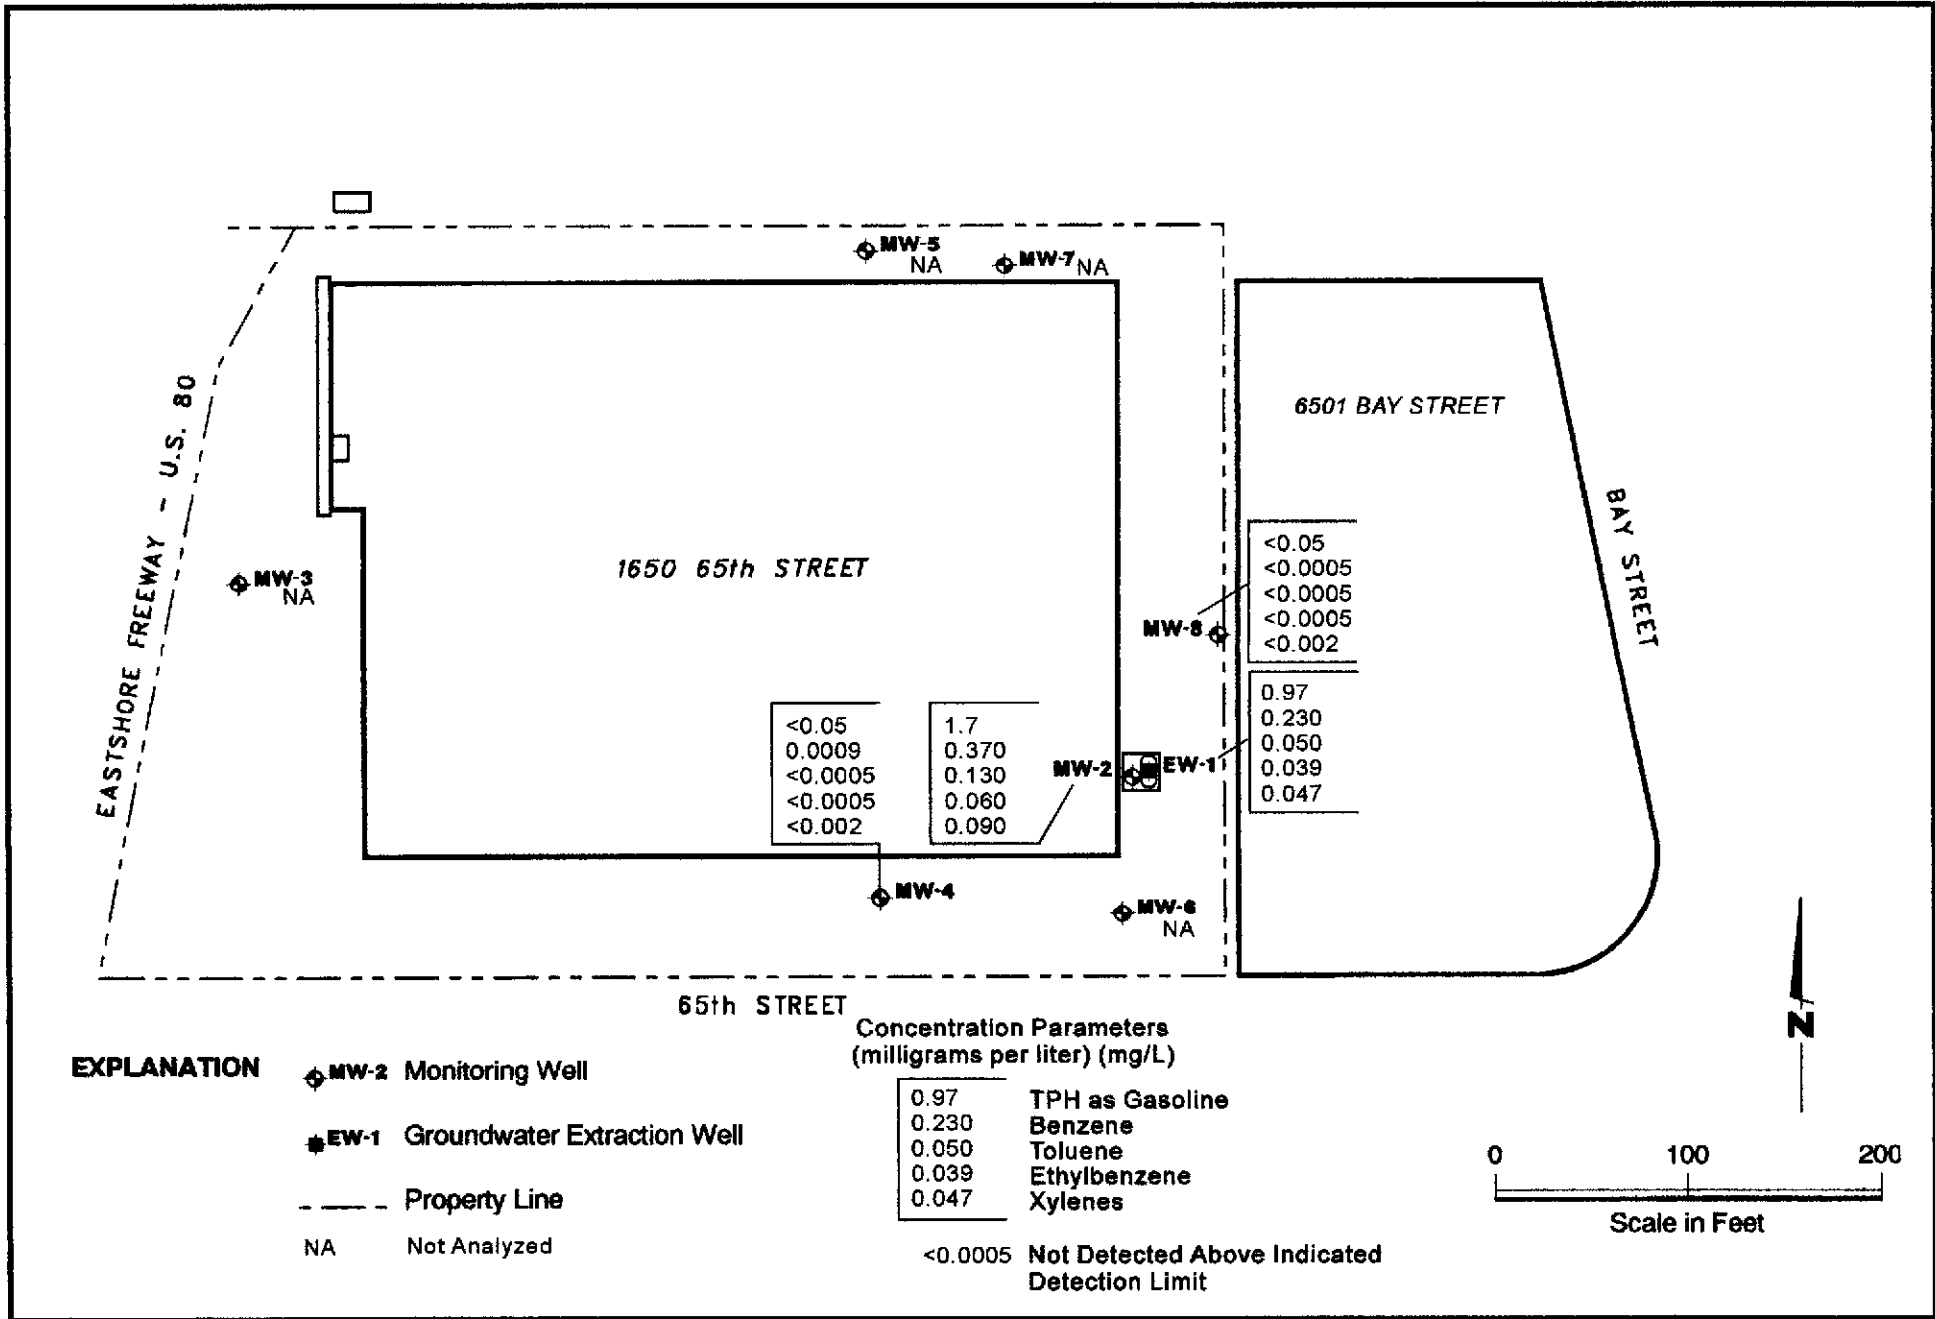 MW-5
NA
MW-7 NA
EASTSHORE FREEWAY - U.S. 80
6501 BAY STREET
BAY STREET
1650 65th STREET
MW-3
NA
<0.05
<0.0005
<0.0005
<0.0005
<0.002
MW-8
0.97
0.230
0.050
0.039
0.047
<0.05
0.0009
<0.0005
<0.0005
<0.002
1.7
0.370
0.130
0.060
0.090
MW-2
EW-1
MW-4
MW-6
NA
65th STREET
EXPLANATION
MW-2 Monitoring Well
EW-1 Groundwater Extraction Well
Property Line
NA Not Analyzed
Concentration Parameters
(milligrams per liter) (mg/L)
0.97 TPH as Gasoline
0.230 Benzene
0.050 Toluene
0.039 Ethylbenzene
0.047 Xylenes
<0.0005 Not Detected Above Indicated
Detection Limit
N
0 100 200
Scale in Feet